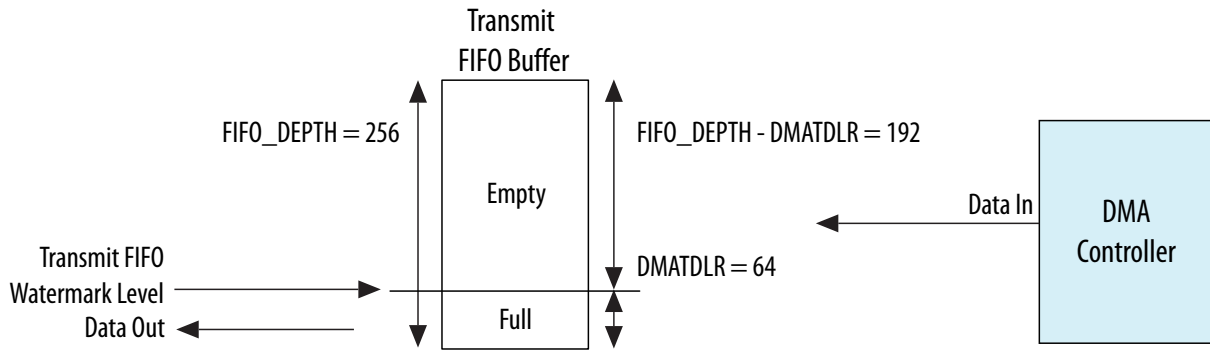 Transmit
FIFO Buffer
FIFO_DEPTH = 256
FIFO_DEPTH - DMATDLR = 192
Empty
Data In
DMA
Controller
Transmit FIFO
Watermark Level
DMATDLR = 64
Data Out
Full